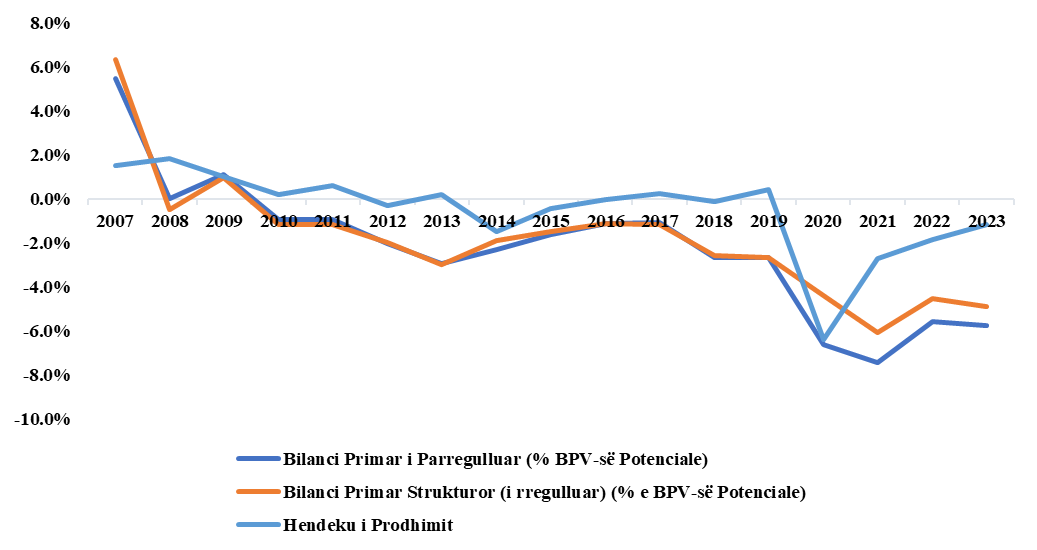 8.0%
6.0%
4.0%
2.0%
0.0%
2007 2008 2009 2010 2011 2012 2013 2014 2015 2016 2017 2018 2019 2020 2021 2022 2023
-2.0%
-4.0%
-6.0%
-8.0%
-10.0%
Bilanci Primar i Parregulluar (% BPV-së Potenciale)
Bilanci Primar Strukturor (i rregulluar) (% e BPV-së Potenciale)
Hendeku i Prodhimit